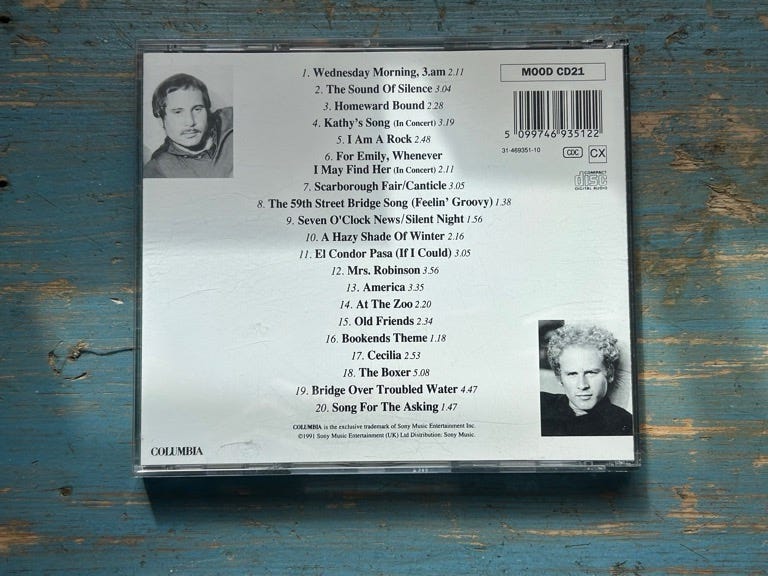 1. Wednesday Morning, 3.am 2.11
2. The Sound Of Silence 3.04
3. Homeward Bound 2.28
4. Kathy's Song (In Concert) 3.19
5. I Am A Rock 2.48
6. For Emily, Whenever
I May Find Her (In Concert) 2.11
7. Scarborough Fair/Canticle 3.05
8. The 59th Street Bridge Song (Feelin' Groovy) 1.38
9. Seven O'Clock News/Silent Night 1.56
10. A Hazy Shade Of Winter 2.16
11. El Condor Pasa (If I Could) 3.05
12. Mrs. Robinson 3.56
13. America 3.35
14. At The Zoo 2.20
15. Old Friends 2.34
16. Bookends Theme 1.18
17. Cecilia 2.53
18. The Boxer 5.08
19. Bridge Over Troubled Water 4.47
20. Song For The Asking 1.47
COLUMBIA is the exclusive trademark of Sony Music Entertainment Inc.
©1991 Sony Music Entertainment (UK) Ltd Distribution: Sony Music.
COLUMBIA
MOOD CD21
5 099746 935122
31-469351-10
CDC CX
COMPACT
disc
DIGITAL AUDIO